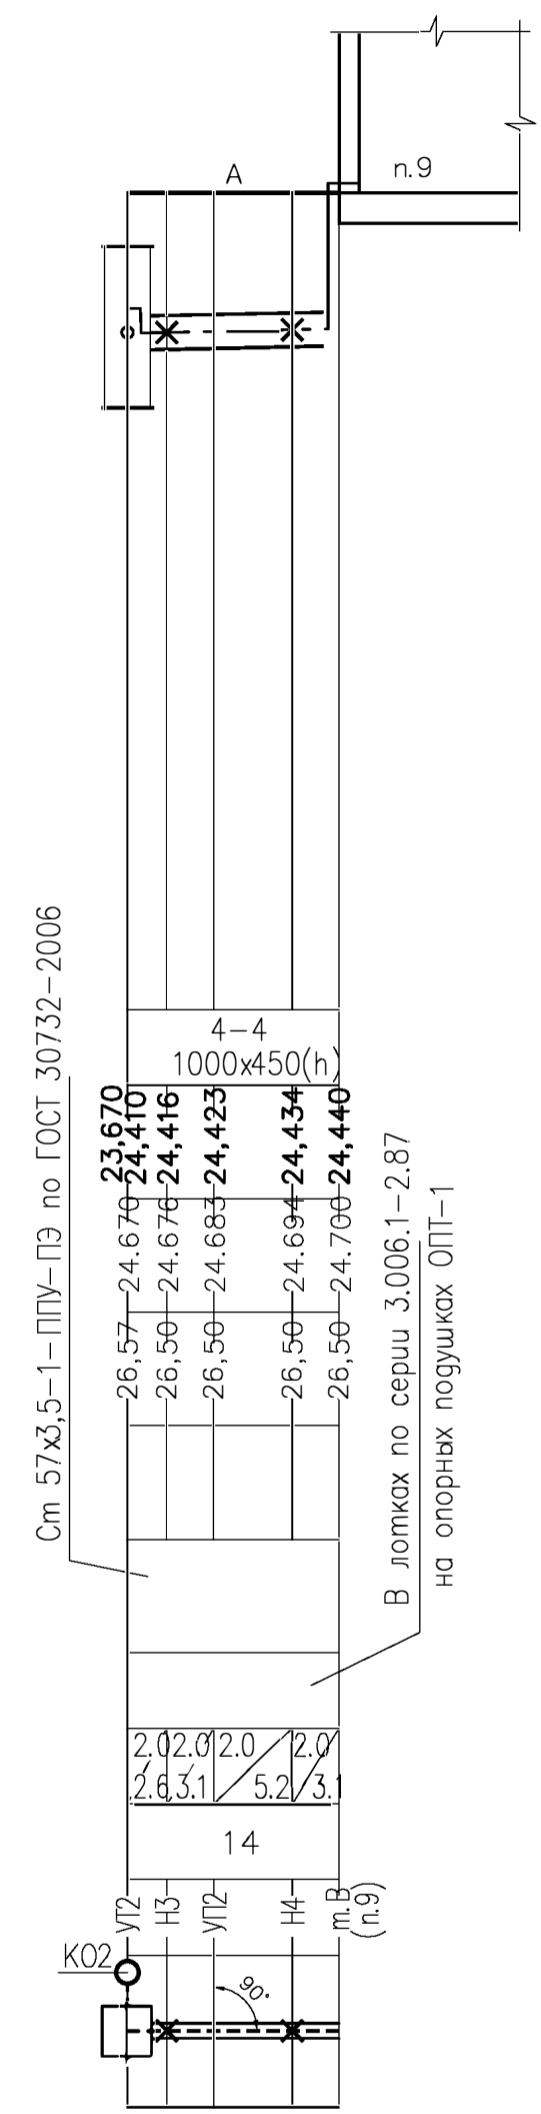 A
п.9
Ст 57х3,5-1-ППУ-ПЭ по ГОСТ 30732-2006
4-4
1000х450(h)
23,670
24,410
24,416
24,423
24,434
24,440
24.670
24.676
24.683
24.694
24.700
26,57
26,50
26,50
26,50
26,50
В лотках по серии 3.006.1-2.87
на опорных подушках ОПТ-1
2.0 2.0 2.0 2.0
2.6 3.1 5.2 3.1
14
УТ2
Н3
УП2
Н4
т.В
(п.9)
К02
90°